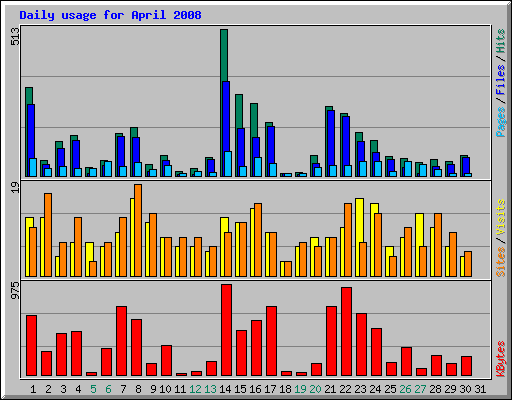 Daily usage for April 2008
513
Pages / Files / Hits
19
Sites / Visits
975
KBytes
1 2 3 4 5 6 7 8 9 10 11 12 13 14 15 16 17 18 19 20 21 22 23 24 25 26 27 28 29 30 31